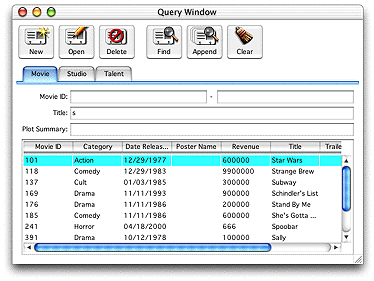 Query Window
New Open Delete Find Append Clear
Movie Studio Talent
Movie ID: -
Title: s
Plot Summary:
Movie ID Category Date Releas... Poster Name Revenue Title Traile
101 Action 12/29/1977 600000 Star Wars
118 Comedy 12/29/1983 9900000 Strange Brew
137 Cult 01/03/1985 300000 Subway
169 Drama 11/11/1993 900000 Schinder's List
176 Drama 11/11/1986 200000 Stand By Me
185 Comedy 11/11/1986 600000 She's Gotta ...
241 Horror 04/18/2000 666 Spoobar
391 Drama 10/12/1978 100000 Sally